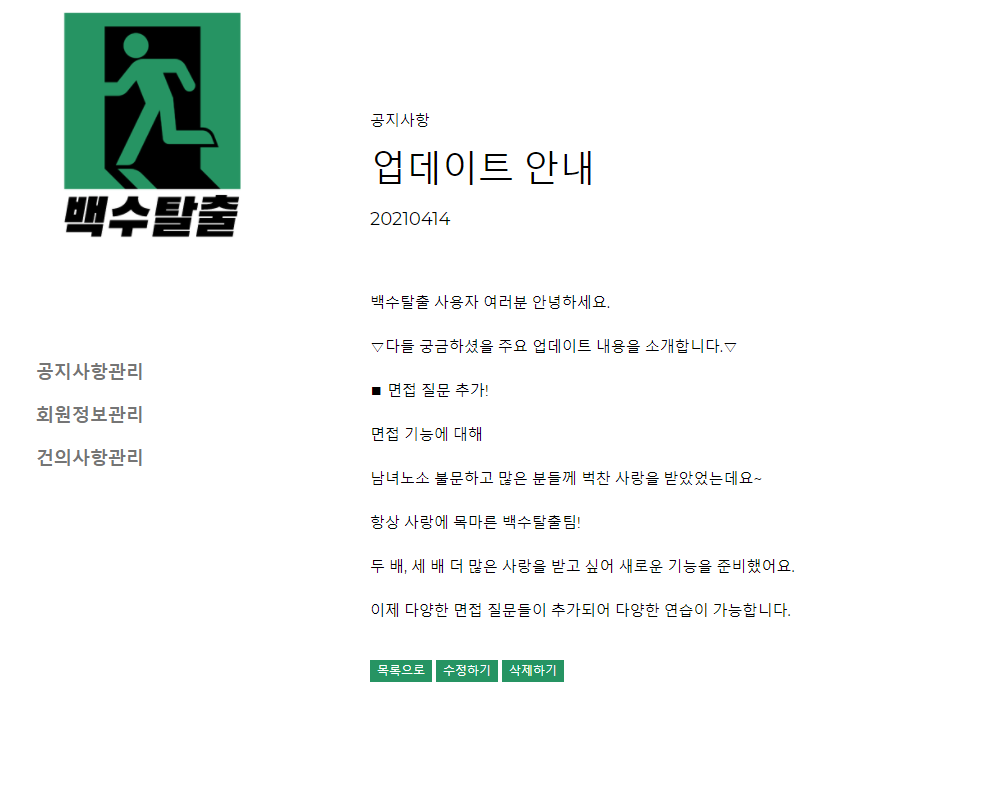 백수탈출
공지사항관리
회원정보관리
건의사항관리
공지사항
업데이트 안내
20210414
백수탈출 사용자 여러분 안녕하세요.
▽다들 궁금하셨을 주요 업데이트 내용을 소개합니다.▽
■ 면접 질문 추가!
면접 기능에 대해
남녀노소 불문하고 많은 분들께 벅찬 사랑을 받았었는데요~
항상 사랑에 목마른 백수탈출팀!
두 배, 세 배 더 많은 사랑을 받고 싶어 새로운 기능을 준비했어요.
이제 다양한 면접 질문들이 추가되어 다양한 연습이 가능합니다.
목록으로 수정하기 삭제하기